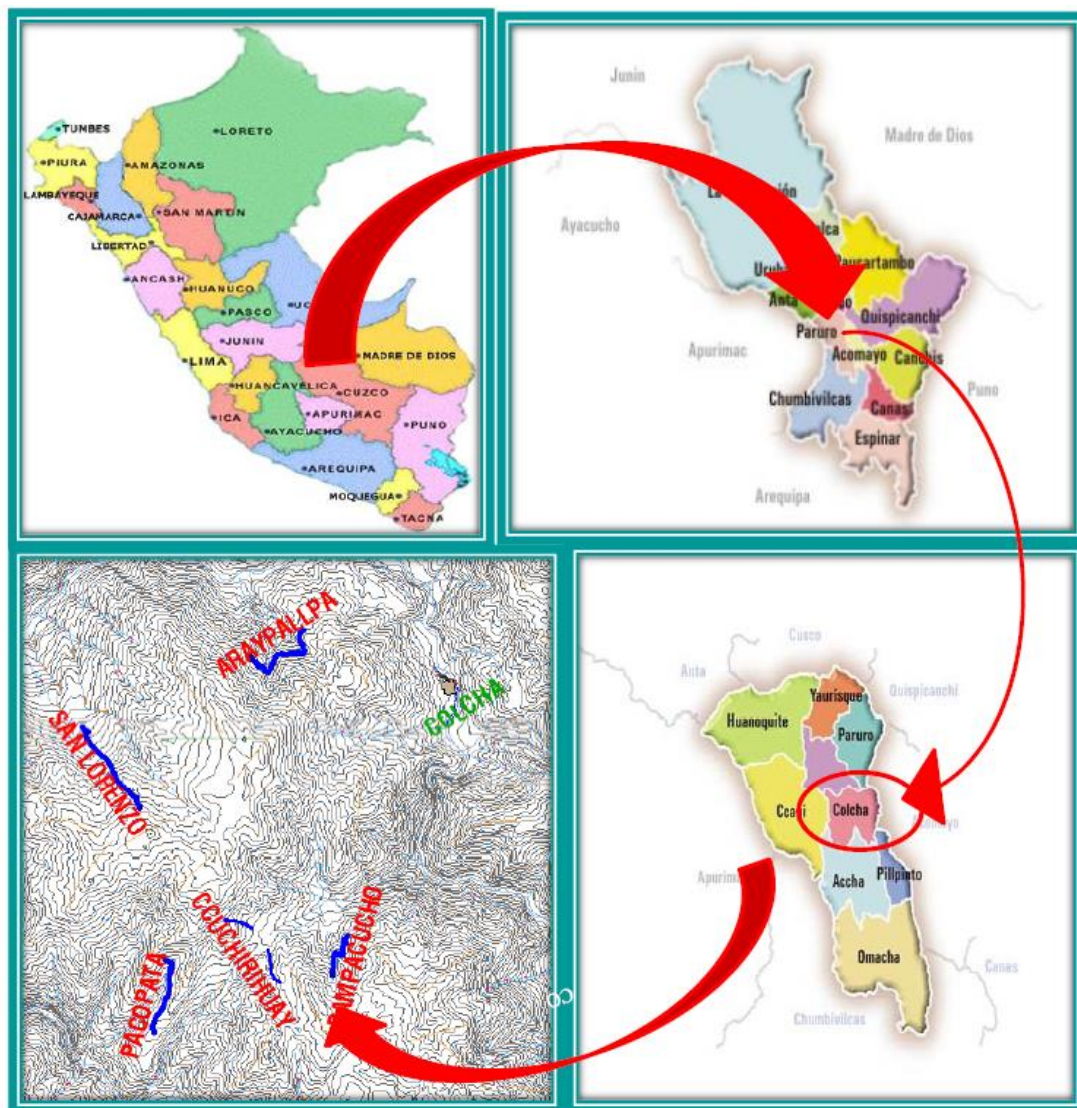 TUMBES
LORETO
PIURA
AMAZONAS
LAMBAYEQUE
CAJAMARCA
SAN MARTIN
LIBERTAD
ANCASH
HUANUCO
PASCO
JUNIN
LIMA
MADRE DE DIOS
HUANCAVELICA
CUZCO
ICA
APURIMAC
PUNO
AYACUCHO
AREQUIPA
MOQUEGUA
TACNA
Junin
Madre de Dios
Ayacucho
Paucartambo
Anta
Quispicanchi
Paruro
Apurimac
Acomayo
Canchis
Chumbivilcas
Canas
Puno
Espinar
Arequipa
ARAYPALLPA
COLCHA
SAN LORENZO
CCUCHIRIHUAY
PACOPATA
Cusco
Anta
Yaurisque
Quispicanchi
Huanoquite
Paruro
Ccapi
Colcha
Accha
Pillpinto
Omacha
Canas
Chumbivilcas